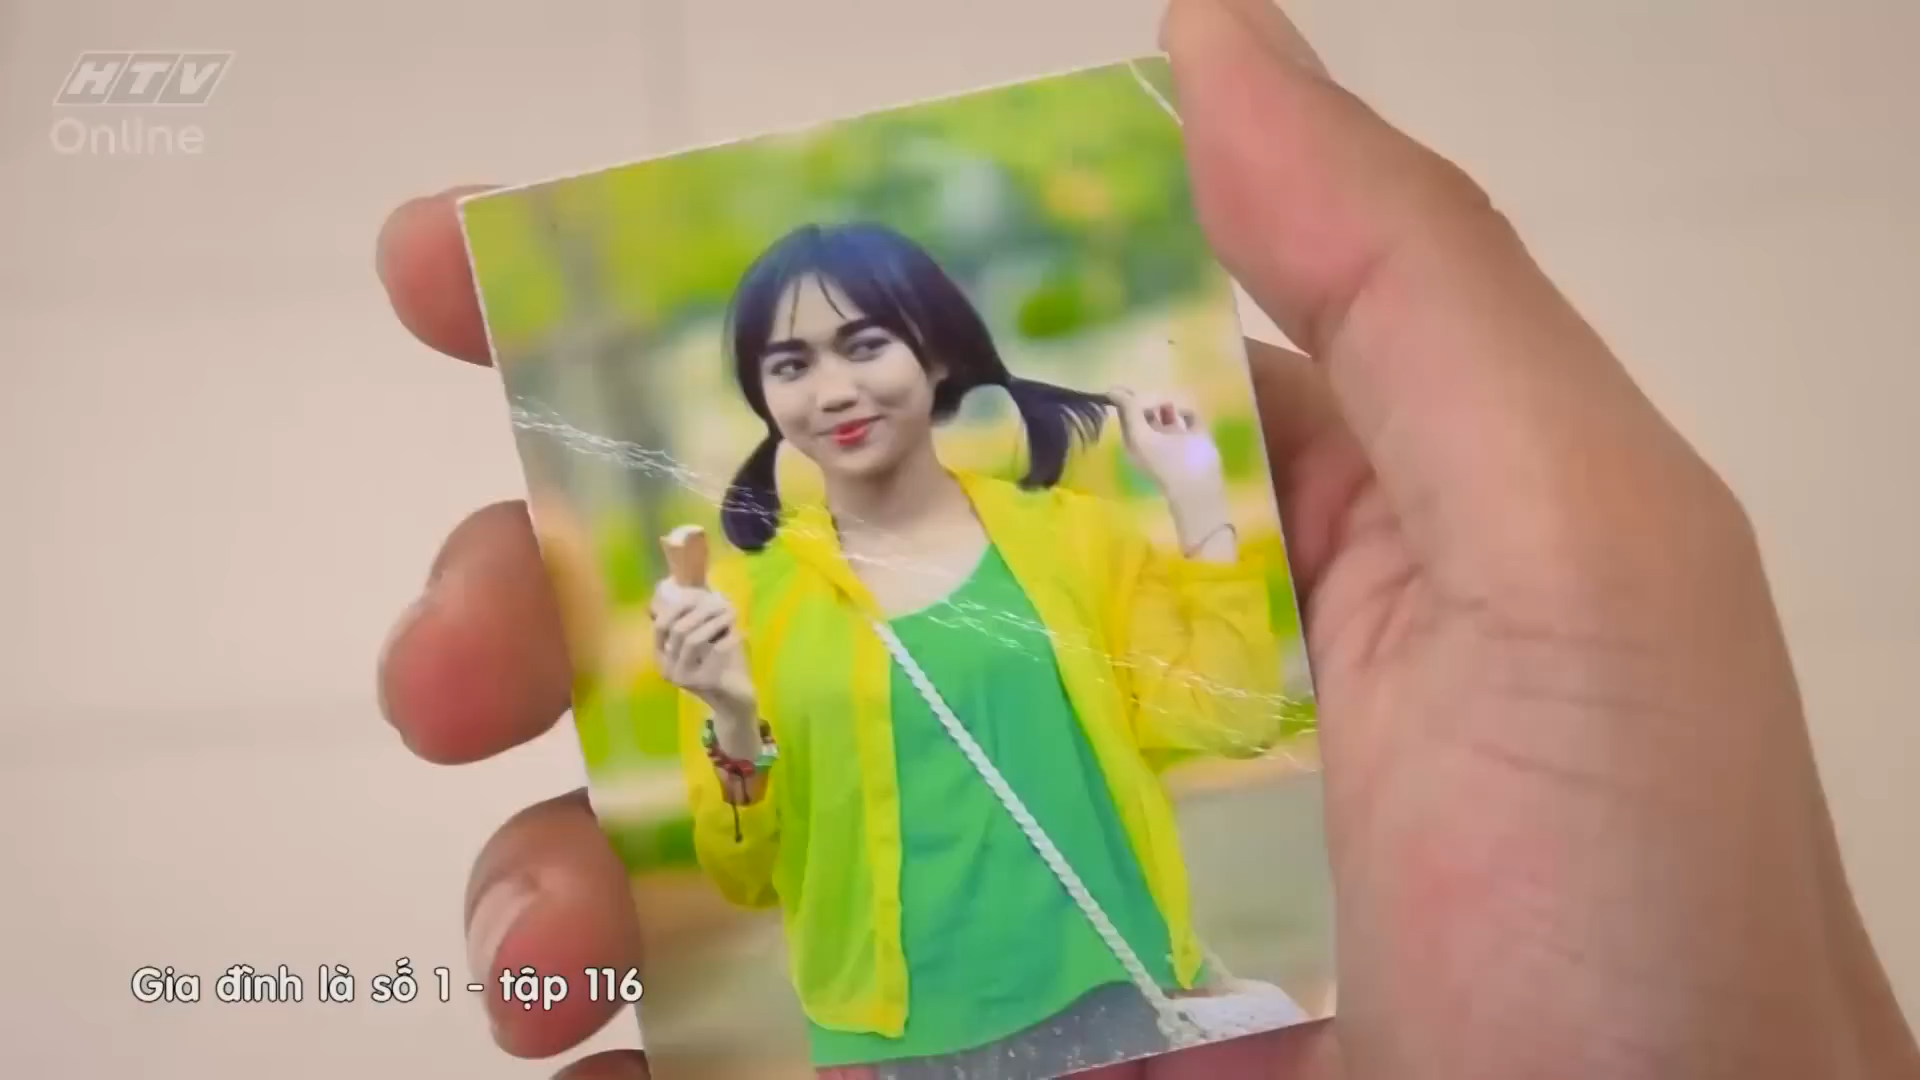 HTV
Online
Gia đình là số 1 - tập 116